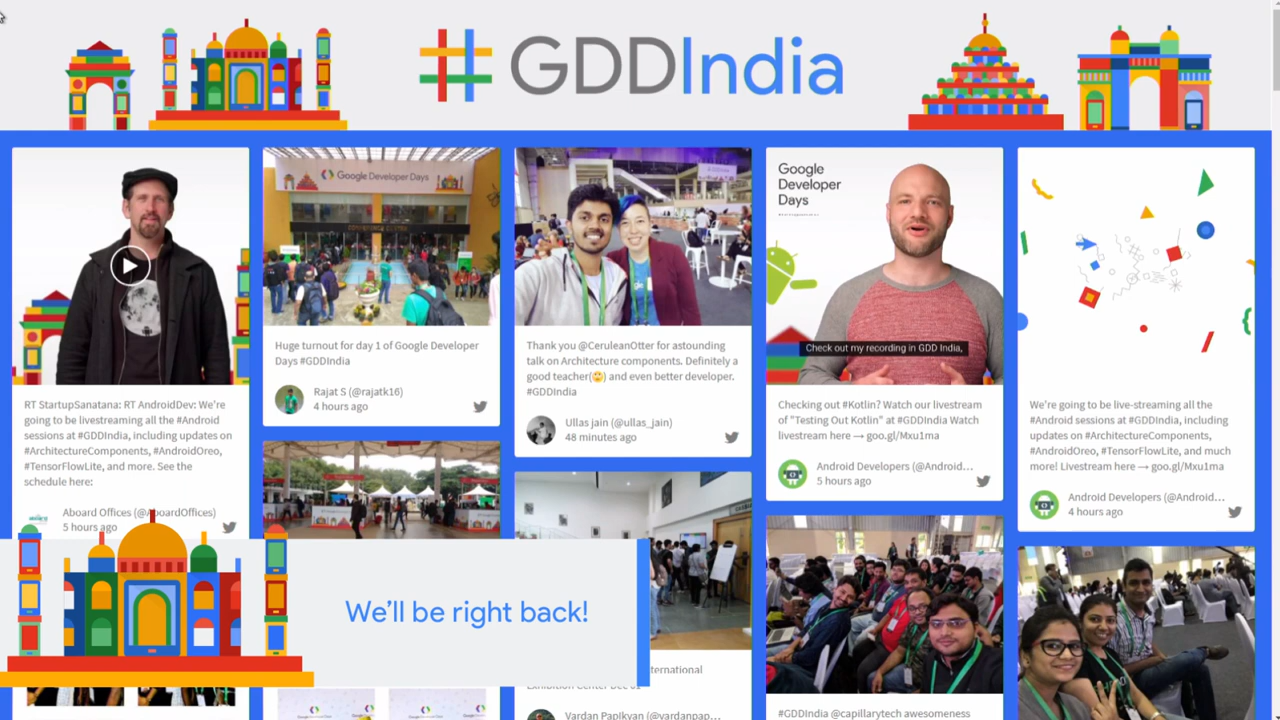 #GDDIndia
RT StartupSanatana: RT AndroidDev: We're
going to be livestreaming all the #Android
sessions at #GDDIndia, including updates on
#ArchitectureComponents, #AndroidOreo,
#TensorFlowLite, and more. See the
schedule here:
Aboard Offices (@AboardOffices)
5 hours ago
Google Developer Days
Huge turnout for day 1 of Google Developer
Days #GDDIndia
Rajat S (@rajatk16)
4 hours ago
Thank you @CeruleanOtter for astounding
talk on Architecture components. Definitely a
good teacher(🙄) and even better developer.
#GDDIndia
Ullas jain (@ullas_jain)
48 minutes ago
Google
Developer
Days
Check out my recording in GDD India,
Checking out #Kotlin? Watch our livestream
of "Testing Out Kotlin" at #GDDIndia Watch
livestream here → goo.gl/Mxu1ma
Android Developers (@Android…
5 hours ago
We're going to be live-streaming all the
#Android sessions at #GDDIndia, including
updates on #ArchitectureComponents,
#AndroidOreo, #TensorFlowLite, and much
more! Livestream here → goo.gl/Mxu1ma
Android Developers (@Android…
4 hours ago
We'll be right back!
ternational
Vardan Papikyan (@vardanpap…
#GDDIndia @capillarytech awesomeness